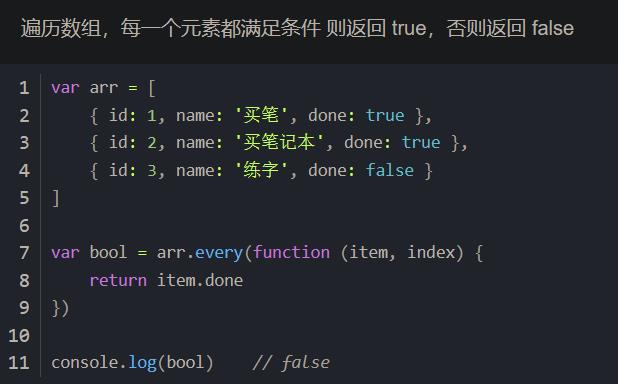 遍历数组，每一个元素都满足条件 则返回 true，否则返回 false
1 var arr = [
2     { id: 1, name: '买笔', done: true },
3     { id: 2, name: '买笔记本', done: true },
4     { id: 3, name: '练字', done: false }
5 ]
6
7 var bool = arr.every(function (item, index) {
8     return item.done
9 })
10
11 console.log(bool)    // false